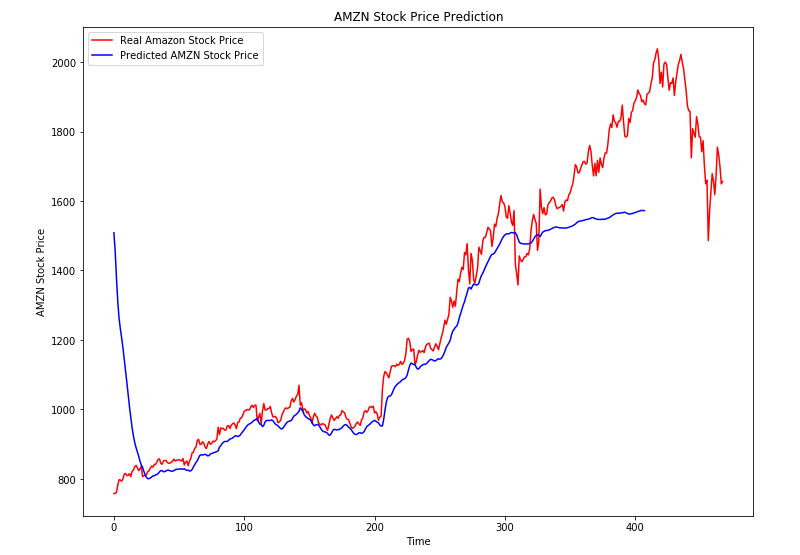 AMZN Stock Price Prediction
Real Amazon Stock Price
Predicted AMZN Stock Price
AMZN Stock Price
2000
1800
1600
1400
1200
1000
800
0 100 200 300 400
Time